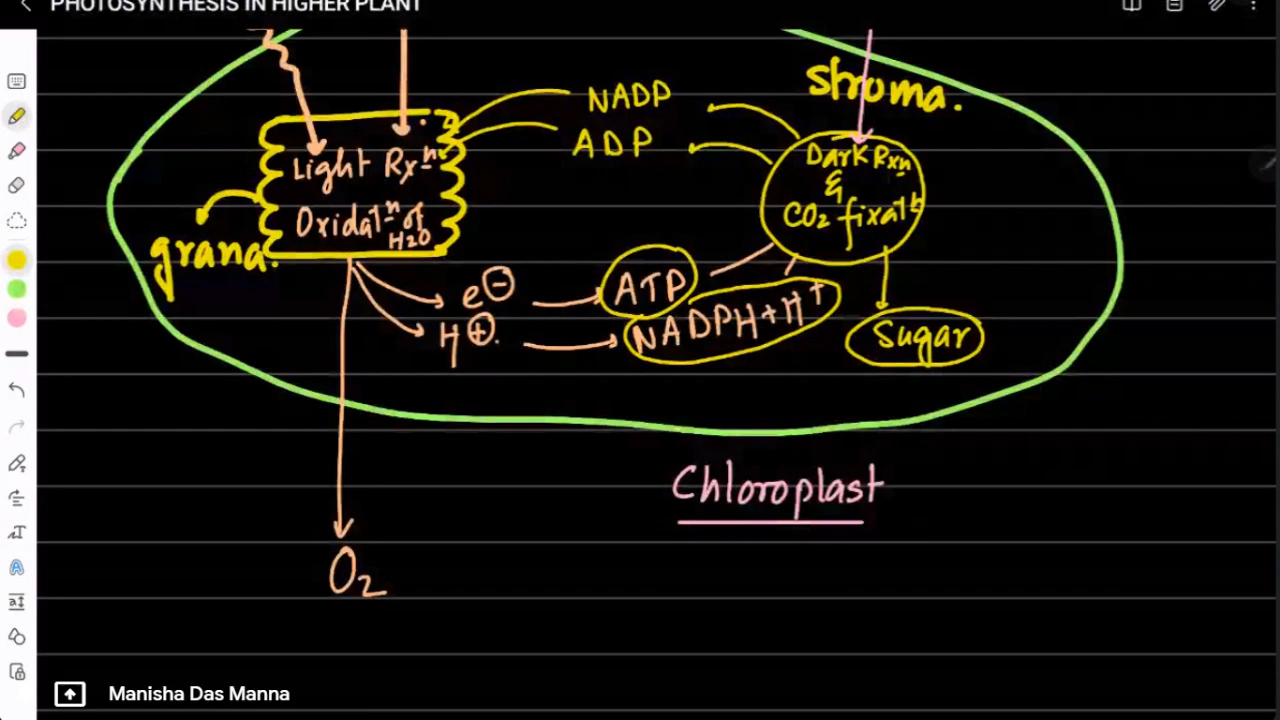 PHOTOSYNTHESIS IN HIGHER PLANT
stroma.
NADP
ADP
Light Rxn
Oxidatn of H2O
Dark Rxn
&
CO2 fixatn
grana.
e⊖
H⊕.
ATP
NADPH+H+
Sugar
Chloroplast
O2
Manisha Das Manna